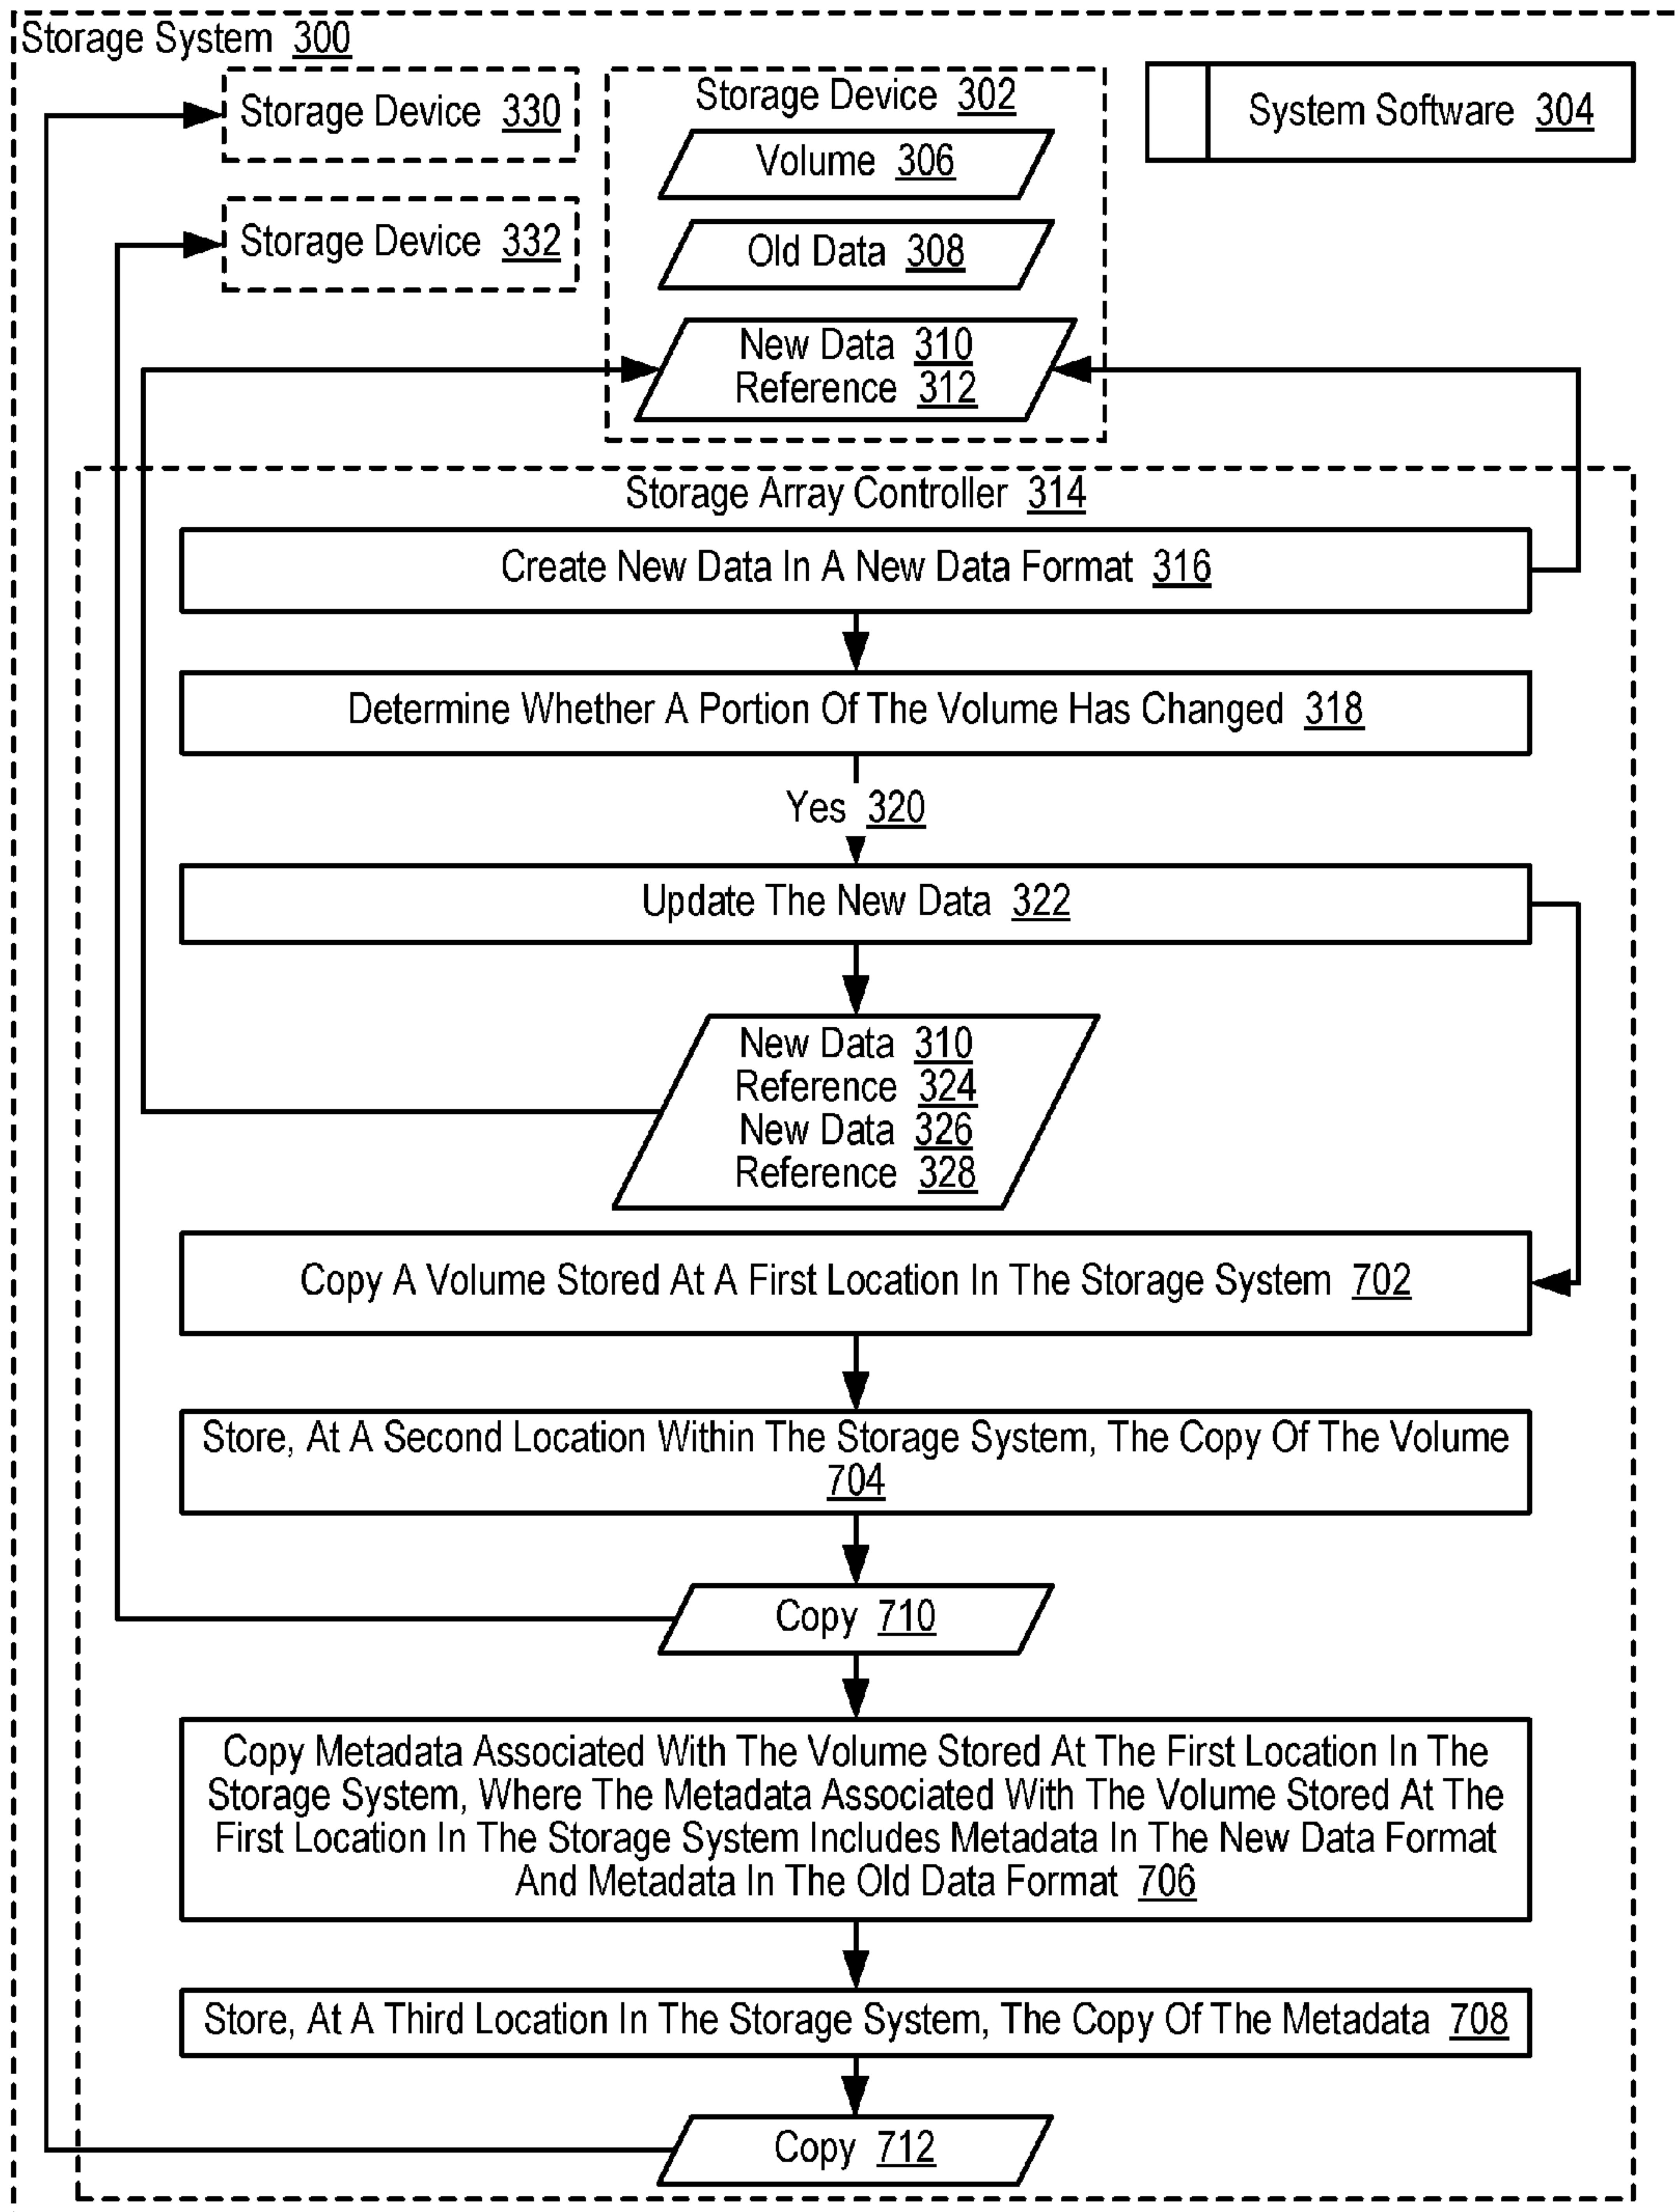 Storage System 300
Storage Device 330
Storage Device 302
System Software 304
Volume 306
Storage Device 332
Old Data 308
New Data 310
Reference 312
Storage Array Controller 314
Create New Data In A New Data Format 316
Determine Whether A Portion Of The Volume Has Changed 318
Yes 320
Update The New Data 322
New Data 310
Reference 324
New Data 326
Reference 328
Copy A Volume Stored At A First Location In The Storage System 702
Store, At A Second Location Within The Storage System, The Copy Of The Volume
704
Copy 710
Copy Metadata Associated With The Volume Stored At The First Location In The
Storage System, Where The Metadata Associated With The Volume Stored At The
First Location In The Storage System Includes Metadata In The New Data Format
And Metadata In The Old Data Format 706
Store, At A Third Location In The Storage System, The Copy Of The Metadata 708
Copy 712